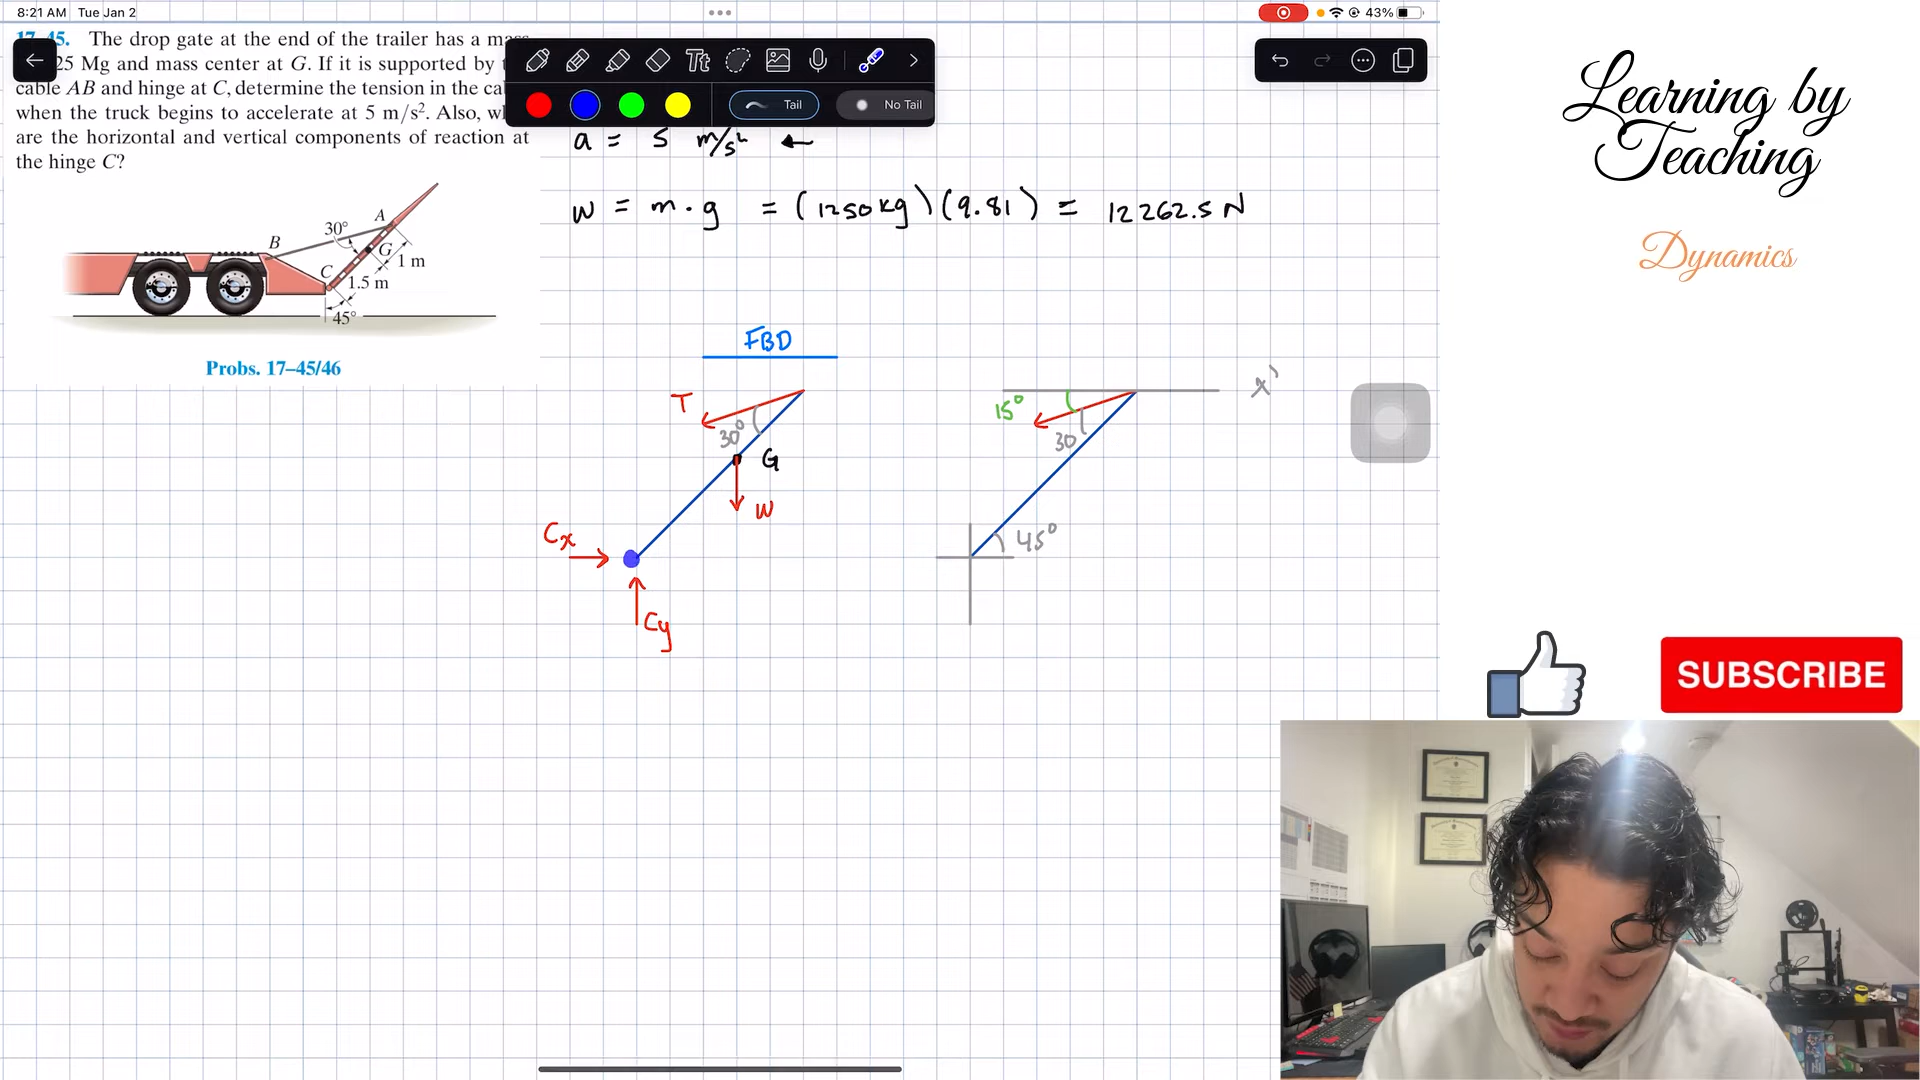 8:21 AM Tue Jan 2
43%
17–45. The drop gate at the end of the trailer has a mass
25 Mg and mass center at G. If it is supported by
cable AB and hinge at C, determine the tension in the
when the truck begins to accelerate at 5 m/s². Also,
are the horizontal and vertical components of reaction at
the hinge C?
Tt
Tail
No Tail
a = 5 m/s² ←
W = m · g = (1250 kg)(9.81) = 12262.5 N
A
30°
B
G
1 m
C
1.5 m
45°
Probs. 17–45/46
FBD
T
30°
G
W
Cx
Cy
x'
15°
30
45°
Learning by
Teaching
Dynamics
SUBSCRIBE